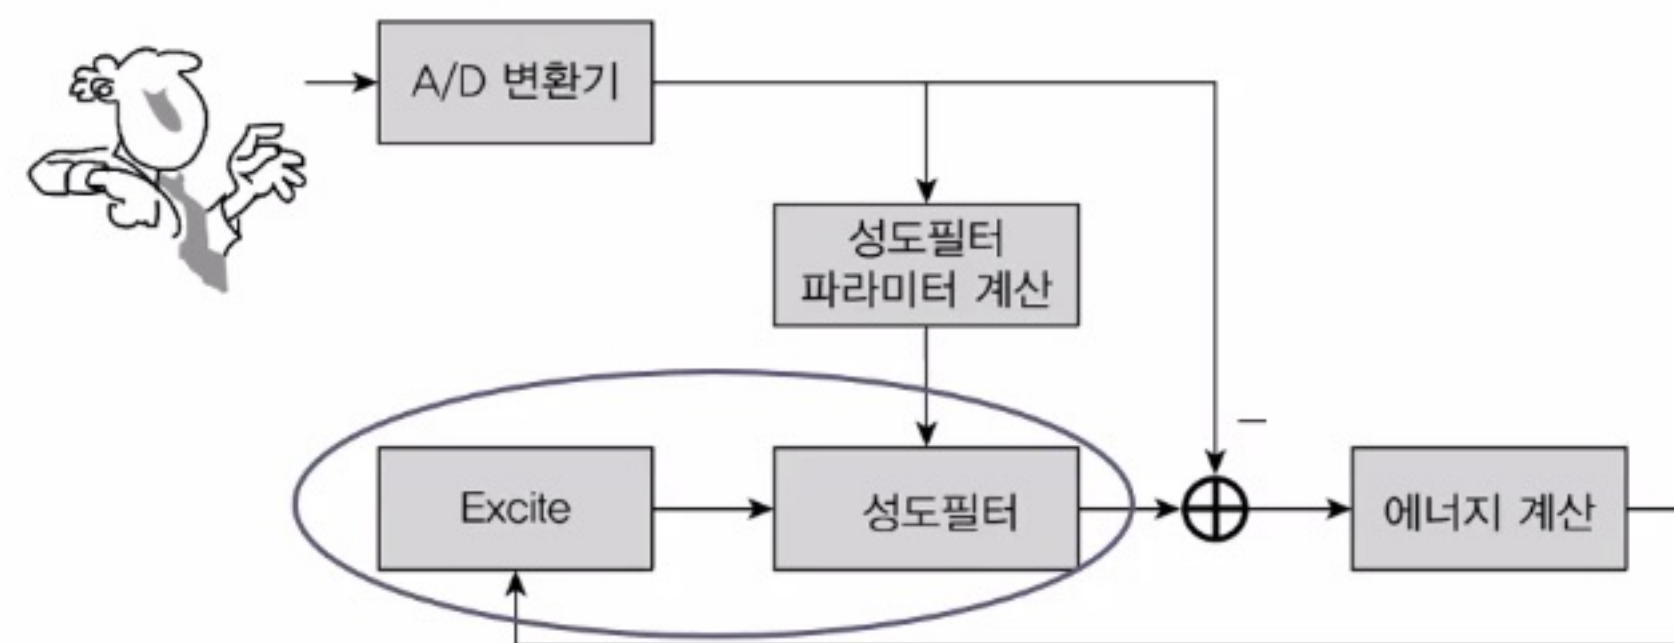 A/D 변환기
성도필터
파라미터 계산
–
Excite
성도필터
에너지 계산